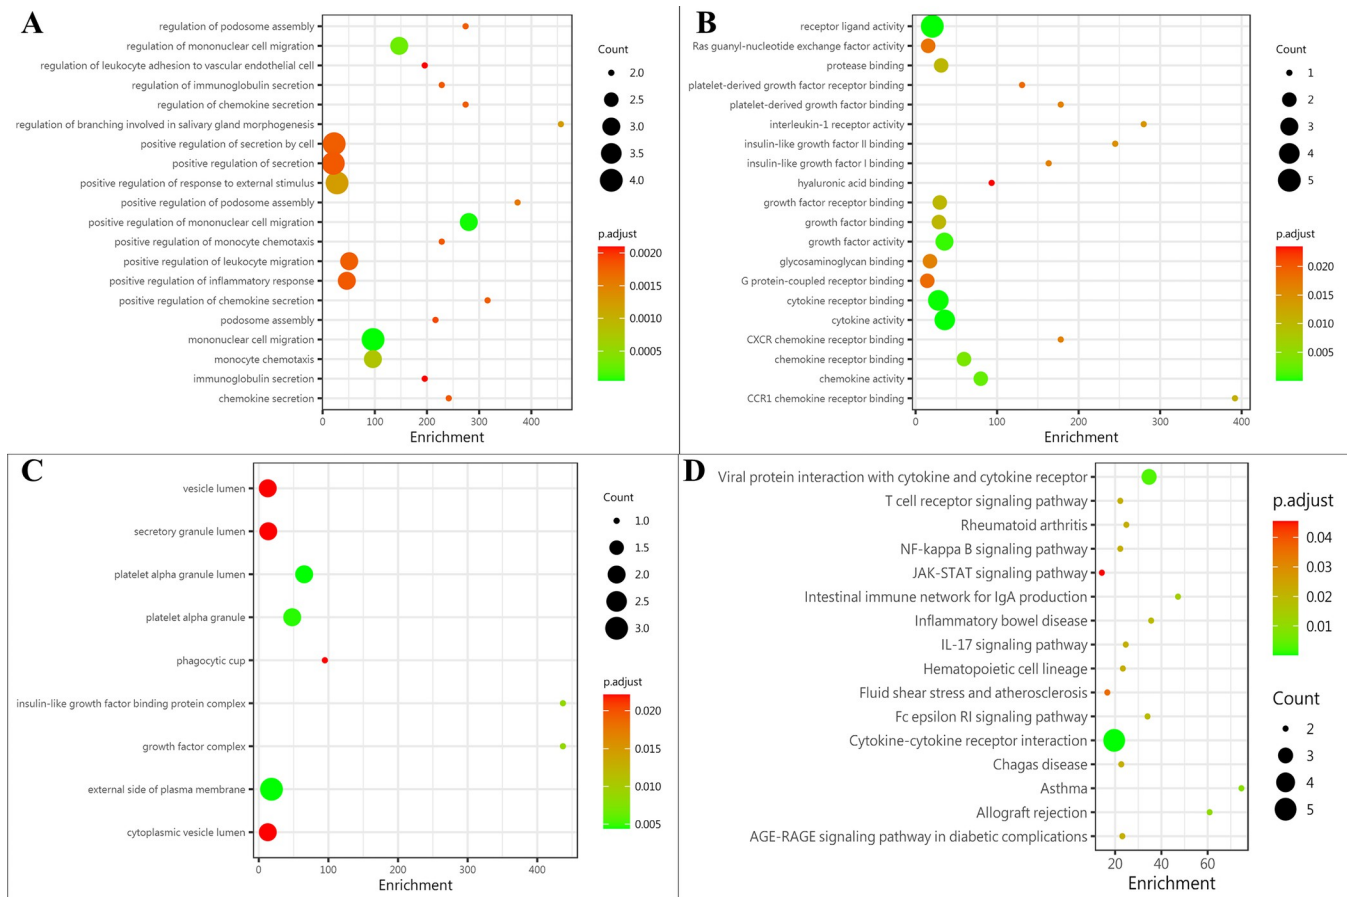 A
regulation of podosome assembly
regulation of mononuclear cell migration
regulation of leukocyte adhesion to vascular endothelial cell
regulation of immunoglobulin secretion
regulation of chemokine secretion
regulation of branching involved in salivary gland morphogenesis
positive regulation of secretion by cell
positive regulation of secretion
positive regulation of response to external stimulus
positive regulation of podosome assembly
positive regulation of mononuclear cell migration
positive regulation of monocyte chemotaxis
positive regulation of leukocyte migration
positive regulation of inflammatory response
positive regulation of chemokine secretion
podosome assembly
mononuclear cell migration
monocyte chemotaxis
immunoglobulin secretion
chemokine secretion
0 100 200 300 400
Enrichment
Count
2.0
2.5
3.0
3.5
4.0
p.adjust
0.0020
0.0015
0.0010
0.0005
B
receptor ligand activity
Ras guanyl-nucleotide exchange factor activity
protease binding
platelet-derived growth factor receptor binding
platelet-derived growth factor binding
interleukin-1 receptor activity
insulin-like growth factor II binding
insulin-like growth factor I binding
hyaluronic acid binding
growth factor receptor binding
growth factor binding
growth factor activity
glycosaminoglycan binding
G protein-coupled receptor binding
cytokine receptor binding
cytokine activity
CXCR chemokine receptor binding
chemokine receptor binding
chemokine activity
CCR1 chemokine receptor binding
0 100 200 300 400
Enrichment
Count
1
2
3
4
5
p.adjust
0.020
0.015
0.010
0.005
C
vesicle lumen
secretory granule lumen
platelet alpha granule lumen
platelet alpha granule
phagocytic cup
insulin-like growth factor binding protein complex
growth factor complex
external side of plasma membrane
cytoplasmic vesicle lumen
0 100 200 300 400
Enrichment
Count
1.0
1.5
2.0
2.5
3.0
p.adjust
0.020
0.015
0.010
0.005
D
Viral protein interaction with cytokine and cytokine receptor
T cell receptor signaling pathway
Rheumatoid arthritis
NF-kappa B signaling pathway
JAK-STAT signaling pathway
Intestinal immune network for IgA production
Inflammatory bowel disease
IL-17 signaling pathway
Hematopoietic cell lineage
Fluid shear stress and atherosclerosis
Fc epsilon RI signaling pathway
Cytokine-cytokine receptor interaction
Chagas disease
Asthma
Allograft rejection
AGE-RAGE signaling pathway in diabetic complications
20 40 60
Enrichment
p.adjust
0.04
0.03
0.02
0.01
Count
2
3
4
5